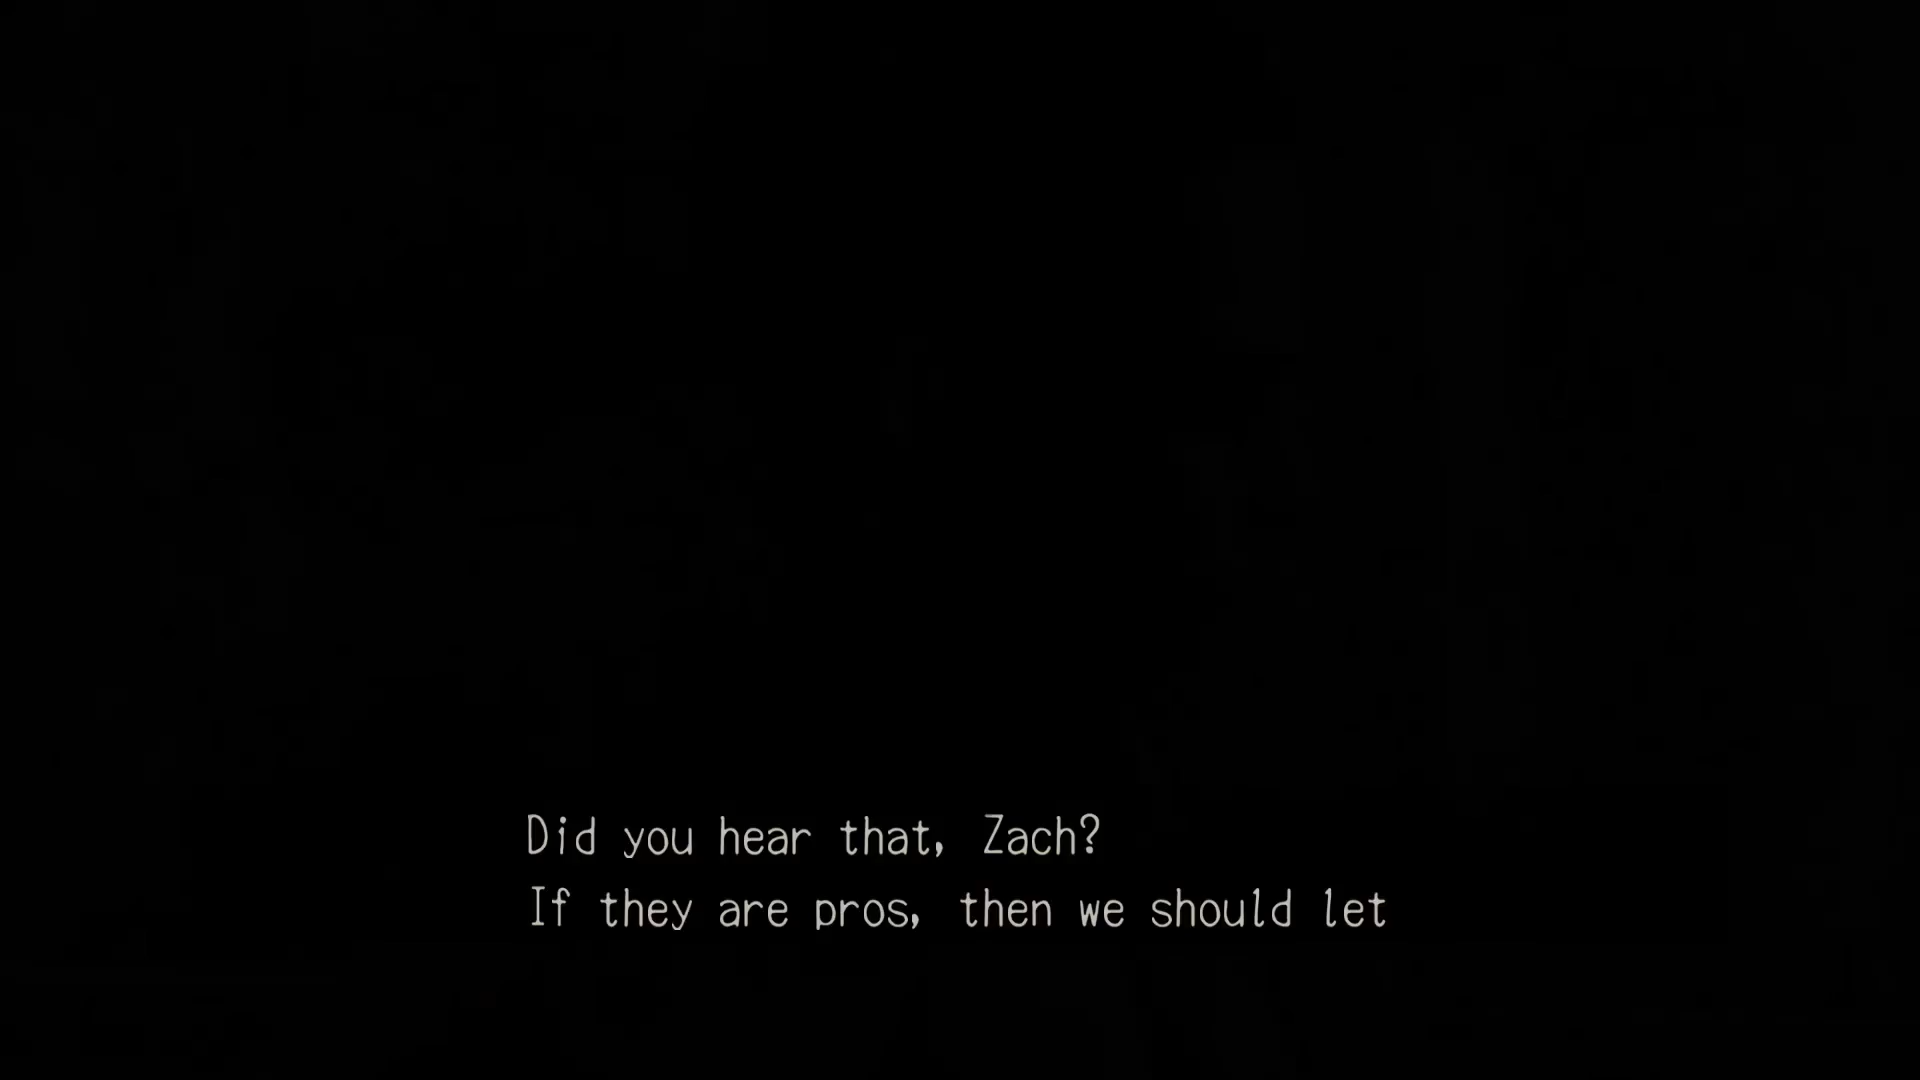 Did you hear that, Zach?
If they are pros, then we should let